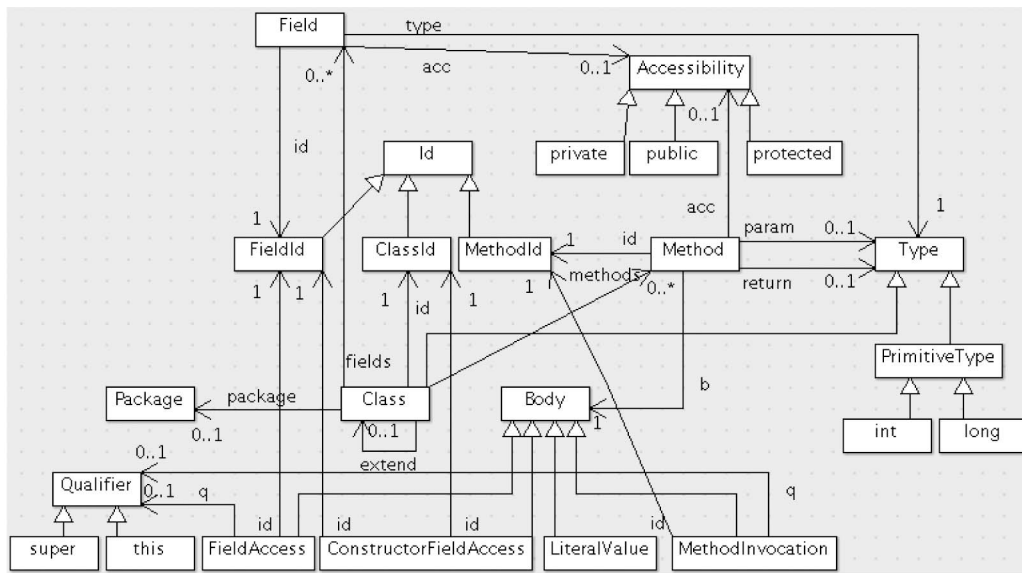 Field
type
acc
0..*
0..1
Accessibility
0..1
private
public
protected
id
Id
acc
1
1
FieldId
ClassId
MethodId
1
id
Method
param
0..1
Type
methods
return
0..1
1
1
1
id
1
1
0..*
fields
PrimitiveType
Package
package
Class
Body
b
0..1
0..1
1
int
long
extend
0..1
Qualifier
0..1
q
q
id
id
id
id
super
this
FieldAccess
ConstructorFieldAccess
LiteralValue
MethodInvocation